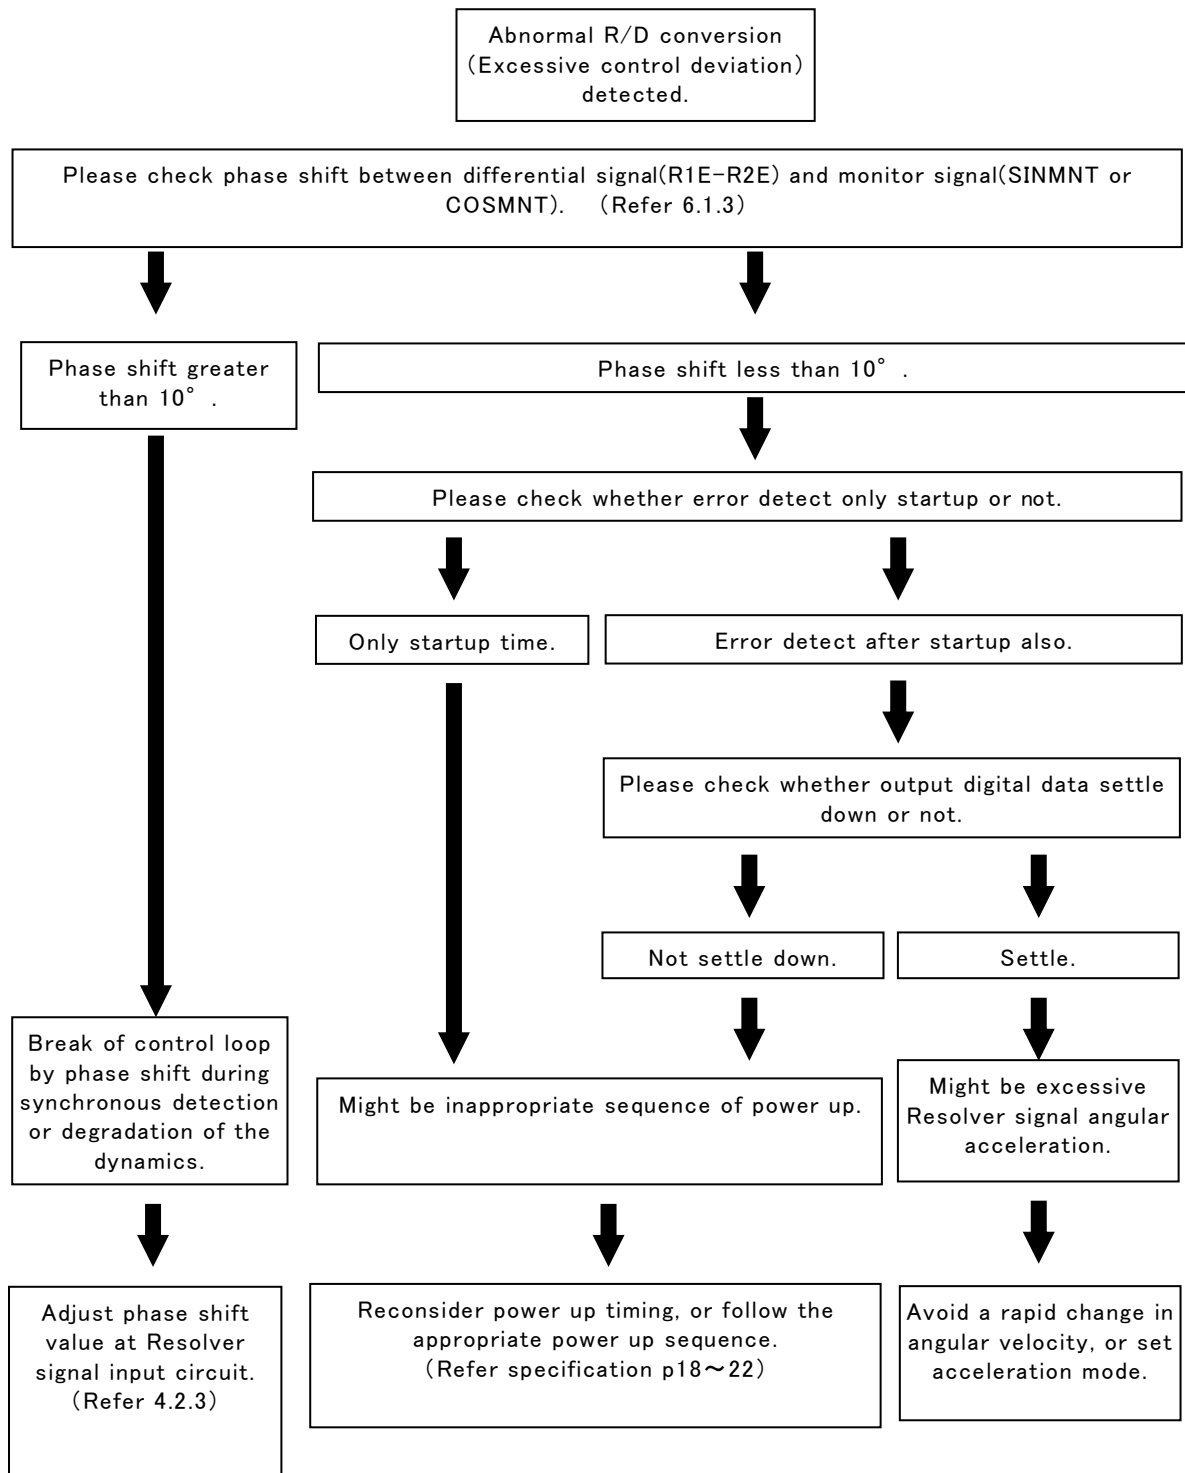 Abnormal R/D conversion
(Excessive control deviation)
detected.
Please check phase shift between differential signal(R1E-R2E) and monitor signal(SINMNT or
COSMNT). (Refer 6.1.3)
Phase shift greater
than 10° .
Phase shift less than 10° .
Please check whether error detect only startup or not.
Only startup time.
Error detect after startup also.
Please check whether output digital data settle
down or not.
Not settle down.
Settle.
Break of control loop
by phase shift during
synchronous detection
or degradation of the
dynamics.
Might be inappropriate sequence of power up.
Might be excessive
Resolver signal angular
acceleration.
Adjust phase shift
value at Resolver
signal input circuit.
(Refer 4.2.3)
Reconsider power up timing, or follow the
appropriate power up sequence.
(Refer specification p18～22)
Avoid a rapid change in
angular velocity, or set
acceleration mode.